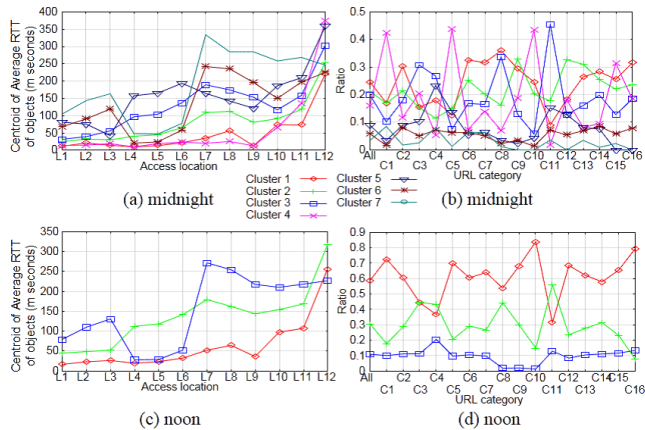 Centroid of Average RTT
of objects (m seconds)
400
350
300
250
200
150
100
50
0
L1 L2 L3 L4 L5 L6 L7 L8 L9 L10 L11 L12
Access location
(a) midnight
Ratio
0.5
0.4
0.3
0.2
0.1
0
All C2 C4 C6 C8 C10 C12 C14 C16
C1 C3 C5 C7 C9 C11 C13 C15
URL category
(b) midnight
Cluster 1
Cluster 2
Cluster 3
Cluster 4
Cluster 5
Cluster 6
Cluster 7
Centroid of Average RTT
of objects (m seconds)
350
300
250
200
150
100
50
0
L1 L2 L3 L4 L5 L6 L7 L8 L9 L10 L11 L12
Access location
(c) noon
Ratio
0.9
0.8
0.7
0.6
0.5
0.4
0.3
0.2
0.1
0
All C2 C4 C6 C8 C10 C12 C14 C15
C1 C3 C5 C7 C9 C11 C13 C16
URL category
(d) noon